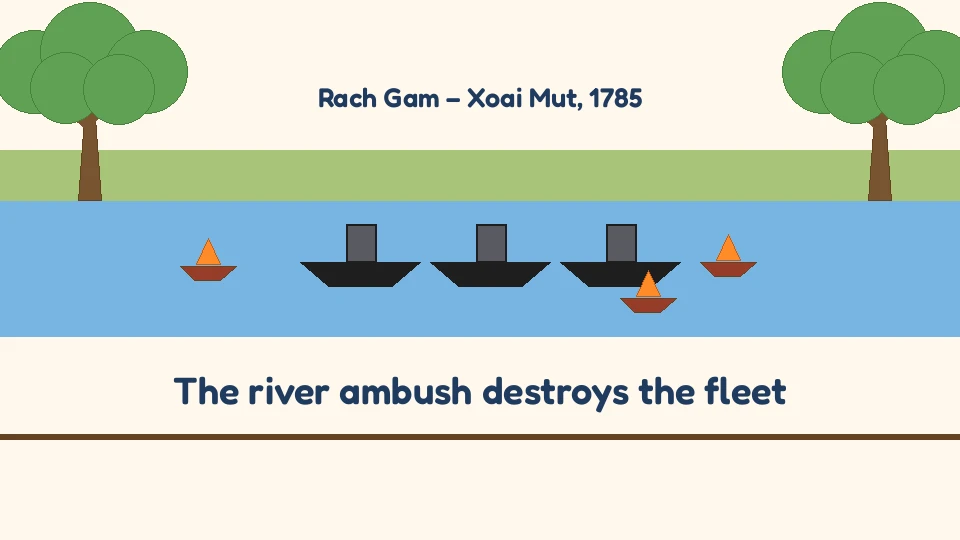 Rach Gam – Xoai Mut, 1785
The river ambush destroys the fleet